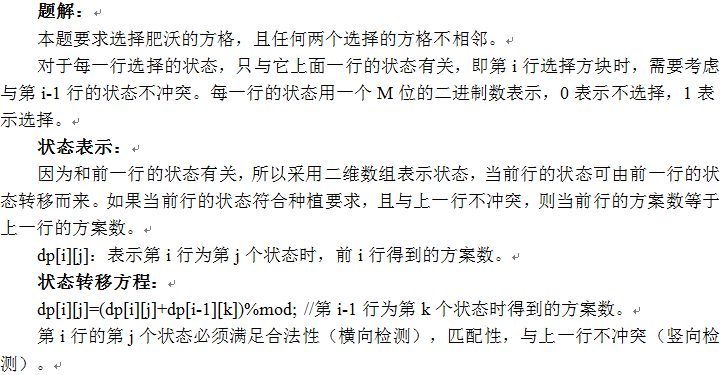 题解：
本题要求选择肥沃的方格，且任何两个选择的方格不相邻。
对于每一行选择的状态，只与它上面一行的状态有关，即第 i 行选择方块时，需要考虑
与第 i-1 行的状态不冲突。每一行的状态用一个 M 位的二进制数表示，0 表示不选择，1 表
示选择。
状态表示：
因为和前一行的状态有关，所以采用二维数组表示状态，当前行的状态可由前一行的状
态转移而来。如果当前行的状态符合种植要求，且与上一行不冲突，则当前行的方案数等于
上一行的方案数。
dp[i][j]：表示第 i 行为第 j 个状态时，前 i 行得到的方案数。
状态转移方程：
dp[i][j]=(dp[i][j]+dp[i-1][k])%mod; //第 i-1 行为第 k 个状态时得到的方案数。
第 i 行的第 j 个状态必须满足合法性（横向检测），匹配性，与上一行不冲突（竖向检
测）。